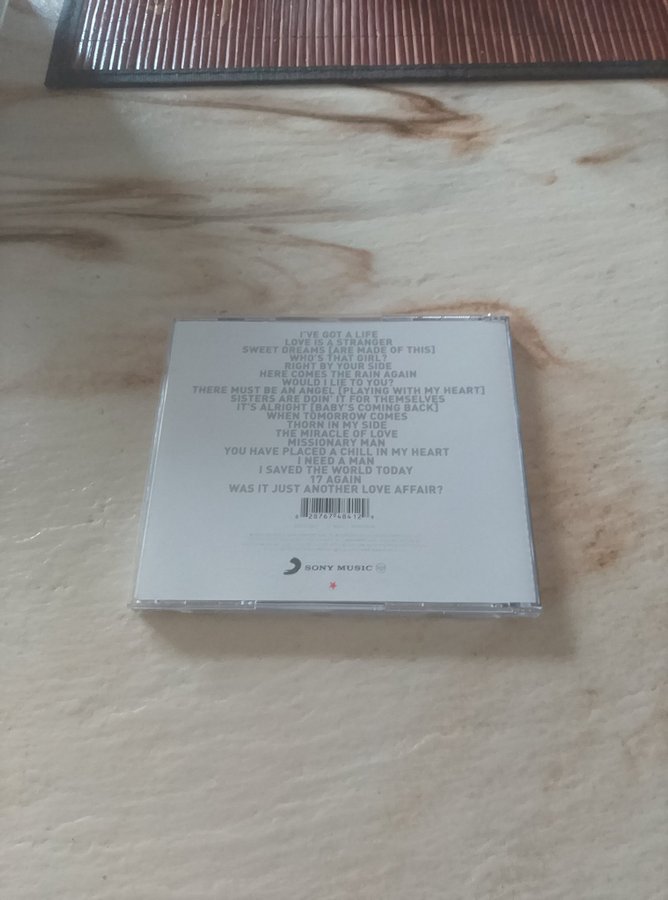 I'VE GOT A LIFE
LOVE IS A STRANGER
SWEET DREAMS [ARE MADE OF THIS]
WHO'S THAT GIRL?
RIGHT BY YOUR SIDE
HERE COMES THE RAIN AGAIN
WOULD I LIE TO YOU?
THERE MUST BE AN ANGEL [PLAYING WITH MY HEART]
SISTERS ARE DOIN' IT FOR THEMSELVES
IT'S ALRIGHT [BABY'S COMING BACK]
WHEN TOMORROW COMES
THORN IN MY SIDE
THE MIRACLE OF LOVE
MISSIONARY MAN
YOU HAVE PLACED A CHILL IN MY HEART
I NEED A MAN
I SAVED THE WORLD TODAY
17 AGAIN
WAS IT JUST ANOTHER LOVE AFFAIR?
8 28767 48412 9
SONY MUSIC